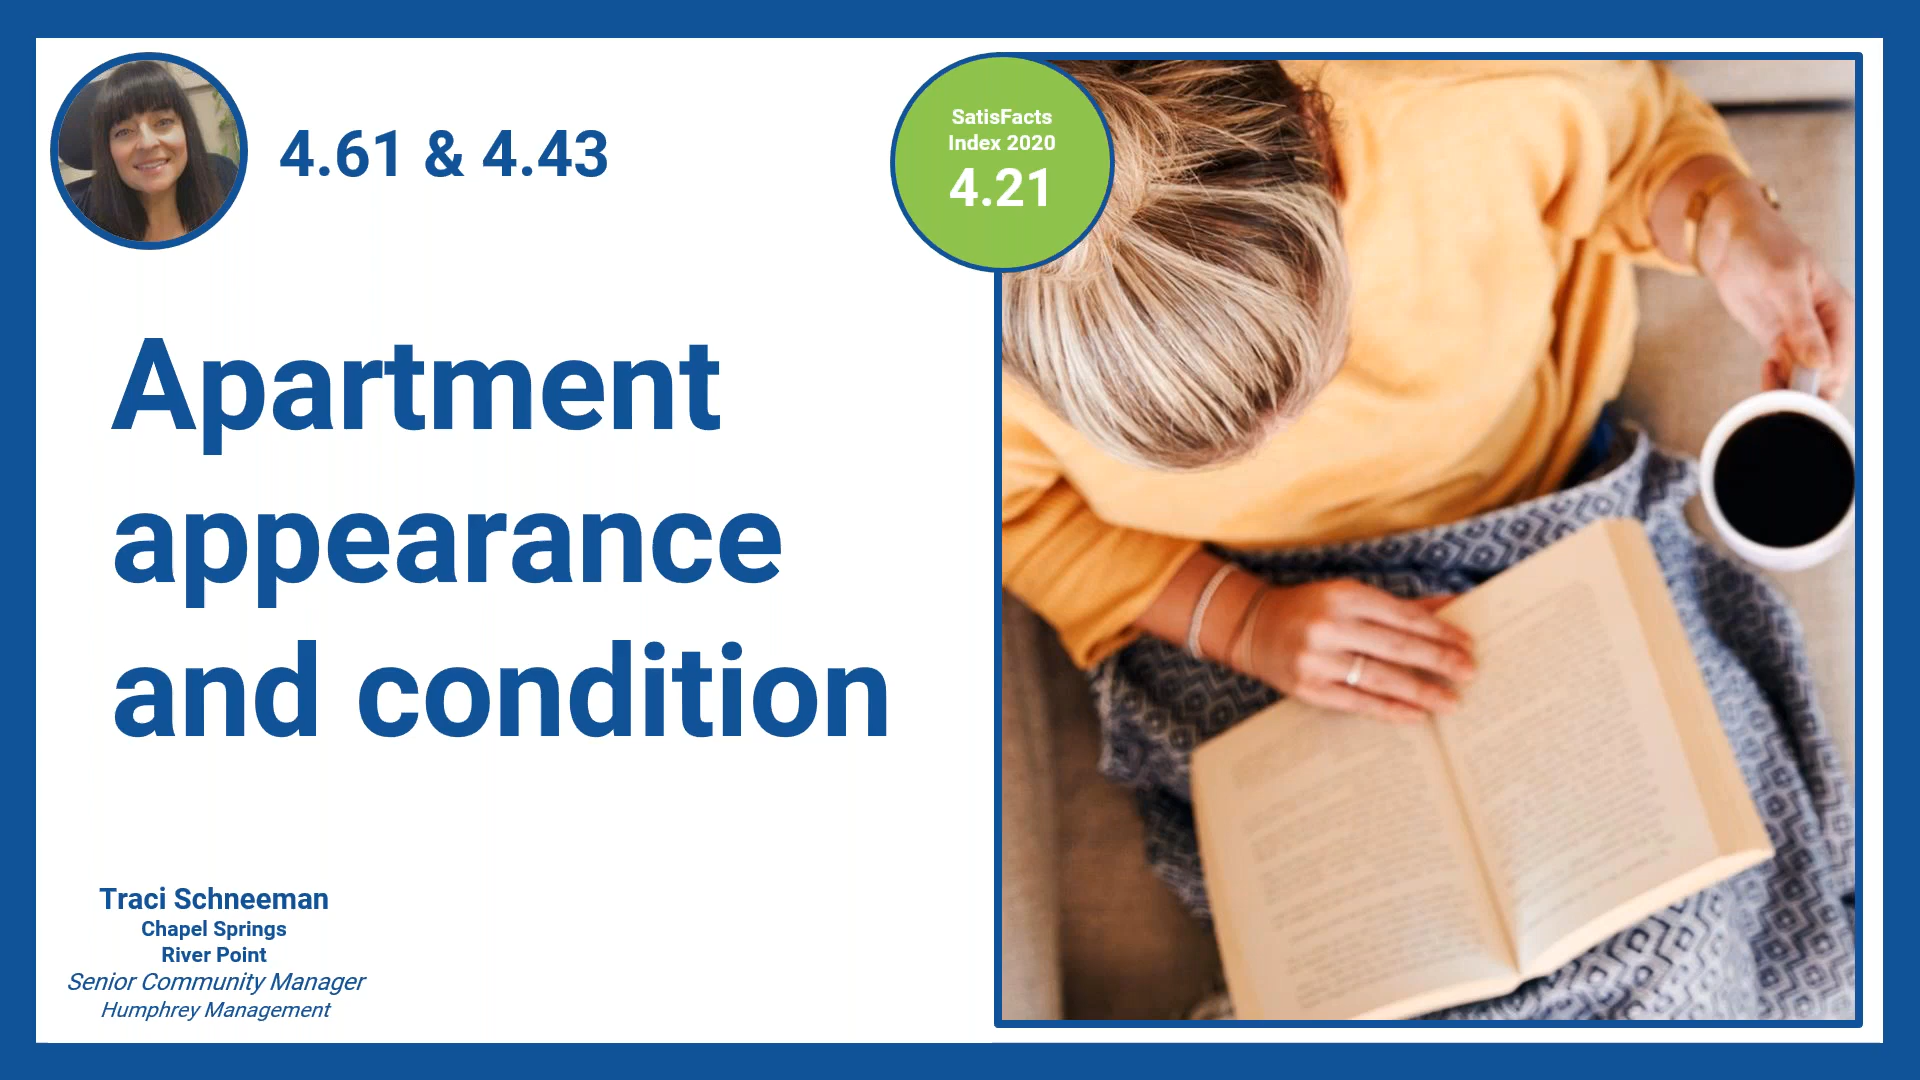 4.61 & 4.43
SatisFacts
Index 2020
4.21
Apartment
appearance
and condition
Traci Schneeman
Chapel Springs
River Point
Senior Community Manager
Humphrey Management